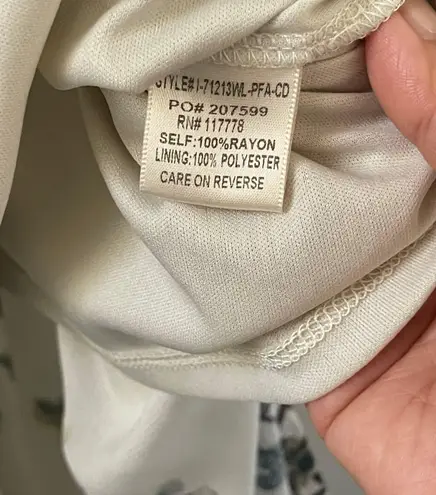 STYLE# I-71213WL-PFA-CD
PO# 207599
RN# 117778
SELF:100%RAYON
LINING:100% POLYESTER
CARE ON REVERSE